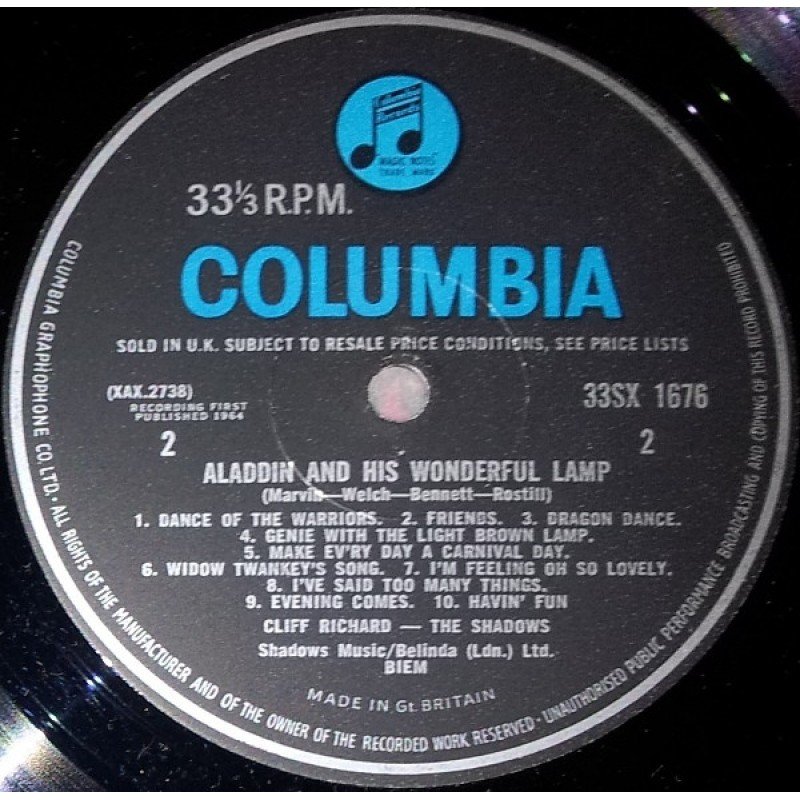 Columbia
Records
MAGIC NOTES
TRADE MARK
33⅓ R.P.M.
COLUMBIA
SOLD IN U.K. SUBJECT TO RESALE PRICE CONDITIONS, SEE PRICE LISTS
(XAX.2738)
RECORDING FIRST
PUBLISHED 1964
33SX 1676
2
2
ALADDIN AND HIS WONDERFUL LAMP
(Marvin—Welch—Bennett—Rostill)
1. DANCE OF THE WARRIORS. 2. FRIENDS. 3. DRAGON DANCE.
4. GENIE WITH THE LIGHT BROWN LAMP.
5. MAKE EV'RY DAY A CARNIVAL DAY.
6. WIDOW TWANKEY'S SONG. 7. I'M FEELING OH SO LOVELY.
8. I'VE SAID TOO MANY THINGS.
9. EVENING COMES. 10. HAVIN' FUN
CLIFF RICHARD — THE SHADOWS
Shadows Music/Belinda (Ldn.) Ltd.
BIEM
MADE IN Gt. BRITAIN
COLUMBIA GRAPHOPHONE CO. LTD. · ALL RIGHTS OF THE MANUFACTURER AND OF THE OWNER OF THE RECORDED WORK RESERVED · UNAUTHORISED PUBLIC PERFORMANCE BROADCASTING AND COPYING OF THIS RECORD PROHIBITED